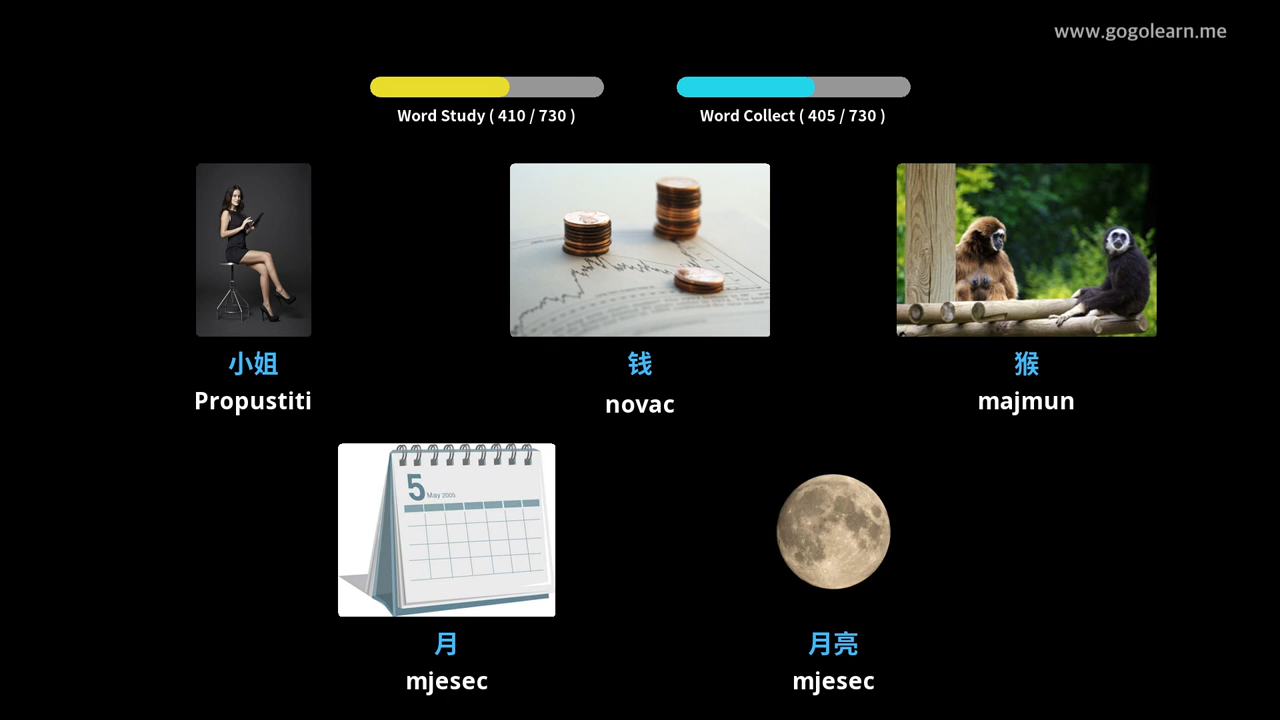 www.gogolearn.me
Word Study ( 410 / 730 )
Word Collect ( 405 / 730 )
小姐
Propustiti
钱
novac
猴
majmun
5 May 2005
月
mjesec
月亮
mjesec